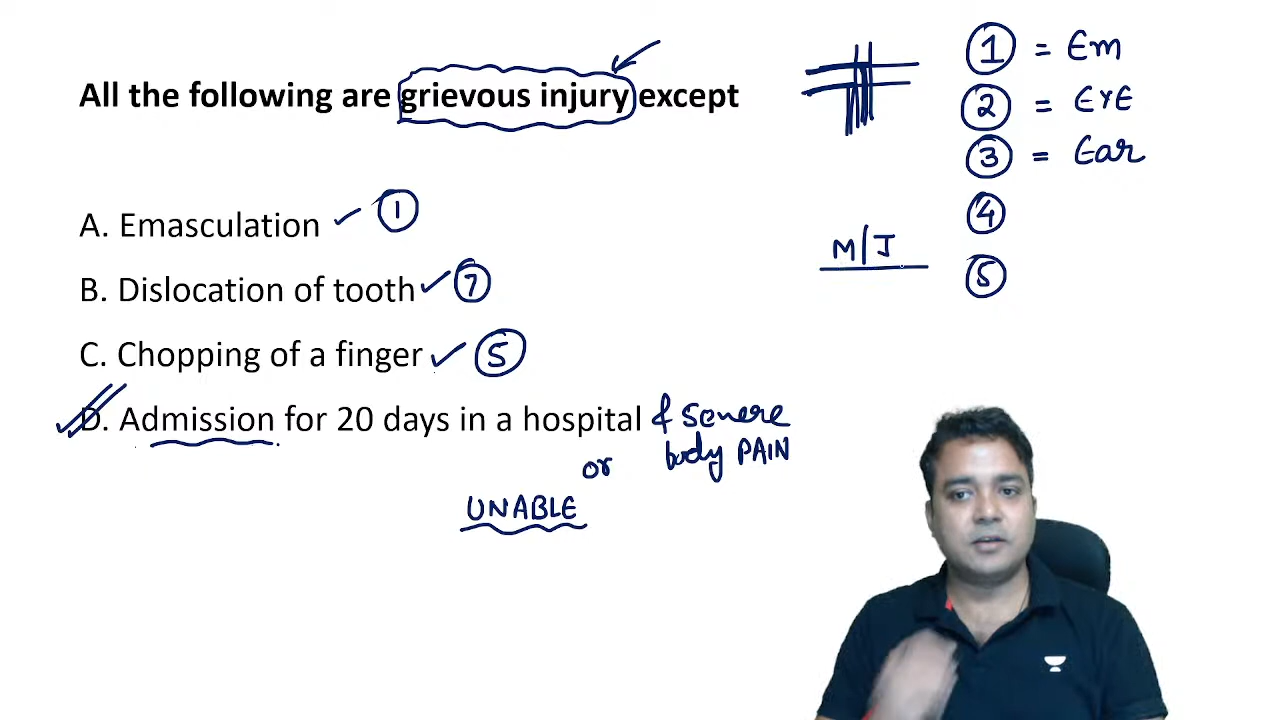 All the following are grievous injury except
A. Emasculation ①
B. Dislocation of tooth ⑦
C. Chopping of a finger ⑤
D. Admission for 20 days in a hospital & severe
body PAIN
or
UNABLE
① = Em
② = EYE
③ = Ear
④
M/J
⑤